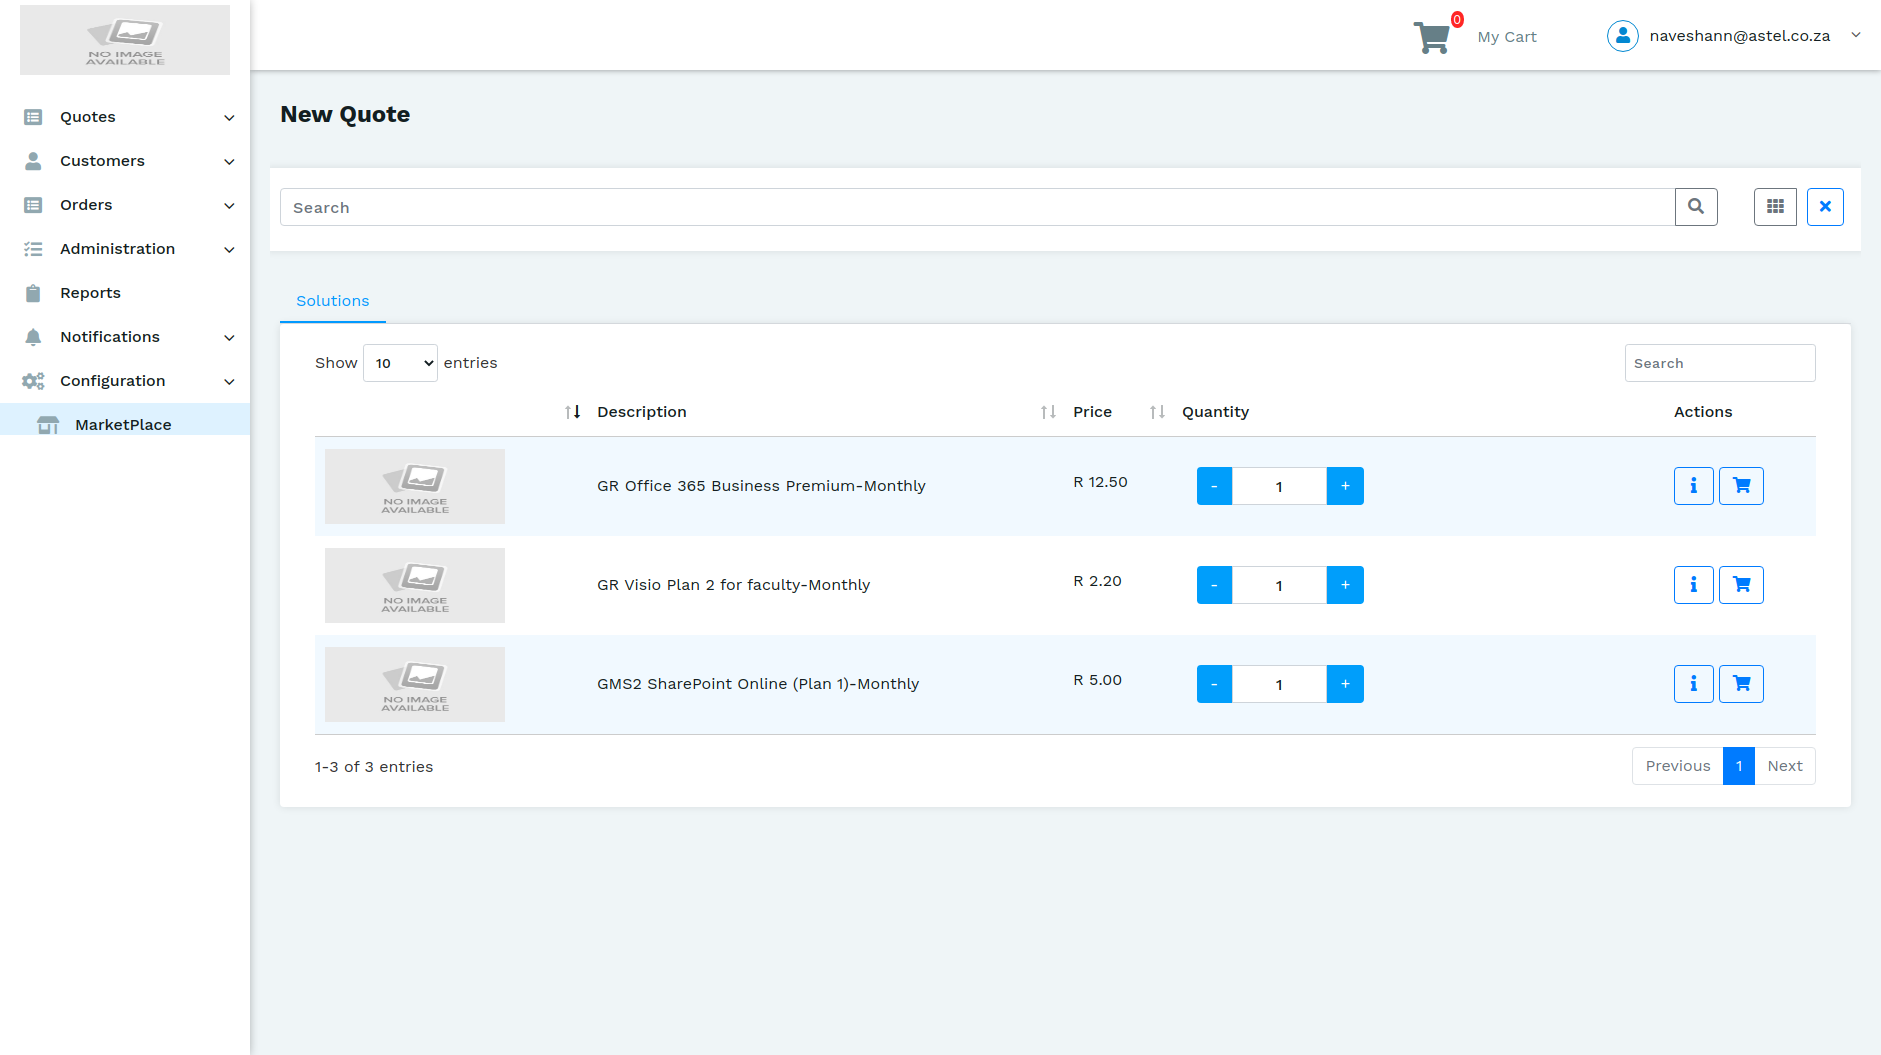 NO IMAGE
AVAILABLE
0
My Cart
naveshann@astel.co.za
Quotes
Customers
Orders
Administration
Reports
Notifications
Configuration
MarketPlace
New Quote
Search
Solutions
Show 10 entries
Search
Description Price Quantity Actions
NO IMAGE
AVAILABLE
GR Office 365 Business Premium-Monthly R 12.50 - 1 +
NO IMAGE
AVAILABLE
GR Visio Plan 2 for faculty-Monthly R 2.20 - 1 +
NO IMAGE
AVAILABLE
GMS2 SharePoint Online (Plan 1)-Monthly R 5.00 - 1 +
1-3 of 3 entries
Previous 1 Next